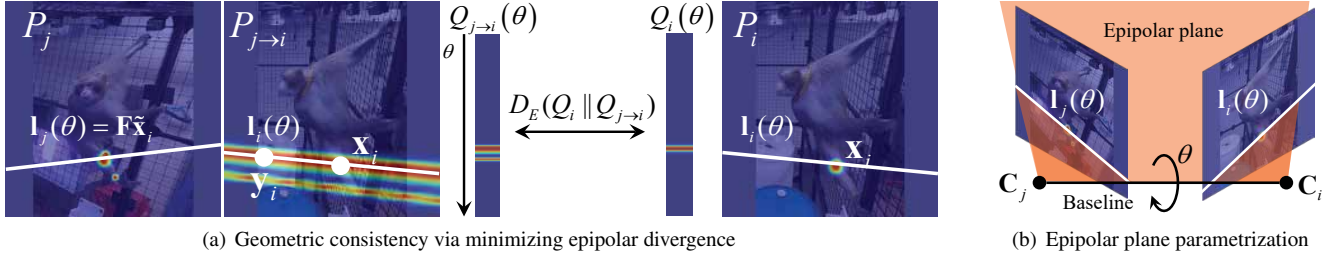 P_j
l_j(θ) = Fx̃_i
P_{j→i}
l_i(θ)
x_i
y_i
Q_{j→i}(θ)
θ
D_E(Q_i ∥ Q_{j→i})
Q_i(θ)
P_i
l_i(θ)
x_i
(a) Geometric consistency via minimizing epipolar divergence
Epipolar plane
l_j(θ)
l_i(θ)
θ
C_j
C_i
Baseline
(b) Epipolar plane parametrization